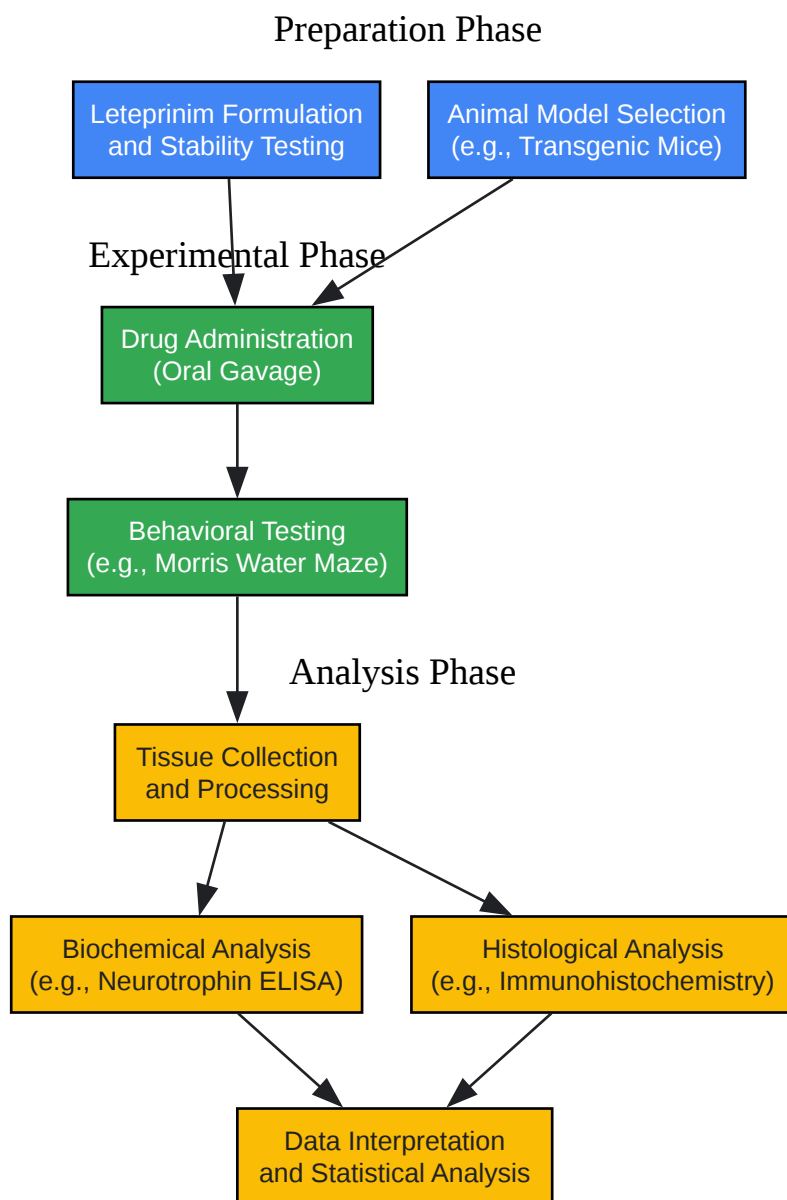 Preparation Phase
Leteprinim Formulation
and Stability Testing
Animal Model Selection
(e.g., Transgenic Mice)
Experimental Phase
Drug Administration
(Oral Gavage)
Behavioral Testing
(e.g., Morris Water Maze)
Analysis Phase
Tissue Collection
and Processing
Biochemical Analysis
(e.g., Neurotrophin ELISA)
Histological Analysis
(e.g., Immunohistochemistry)
Data Interpretation
and Statistical Analysis